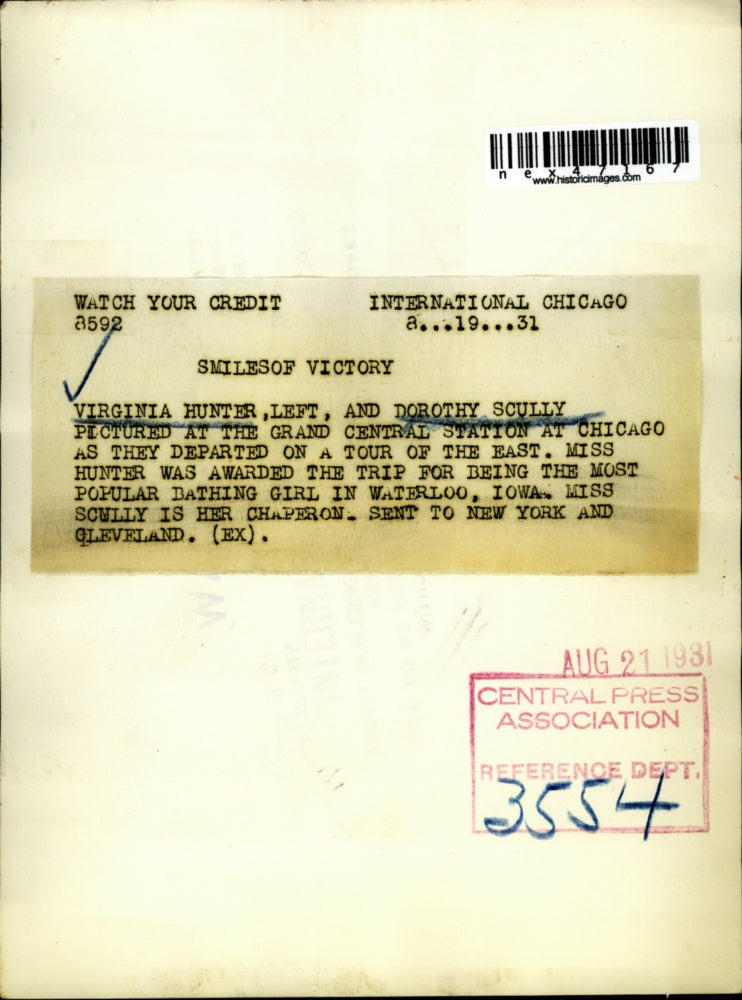 nex47167
www.historicimages.com
WATCH YOUR CREDIT INTERNATIONAL CHICAGO
8592 8...19...31
SMILESOF VICTORY
VIRGINIA HUNTER,LEFT, AND DOROTHY SCULLY
PICTURED AT THE GRAND CENTRAL STATION AT CHICAGO
AS THEY DEPARTED ON A TOUR OF THE EAST. MISS
HUNTER WAS AWARDED THE TRIP FOR BEING THE MOST
POPULAR BATHING GIRL IN WATERLOO, IOWA. MISS
SCULLY IS HER CHAPERON. SENT TO NEW YORK AND
CLEVELAND. (EX).
AUG 21 1931
CENTRAL PRESS
ASSOCIATION
REFERENCE DEPT.
3554